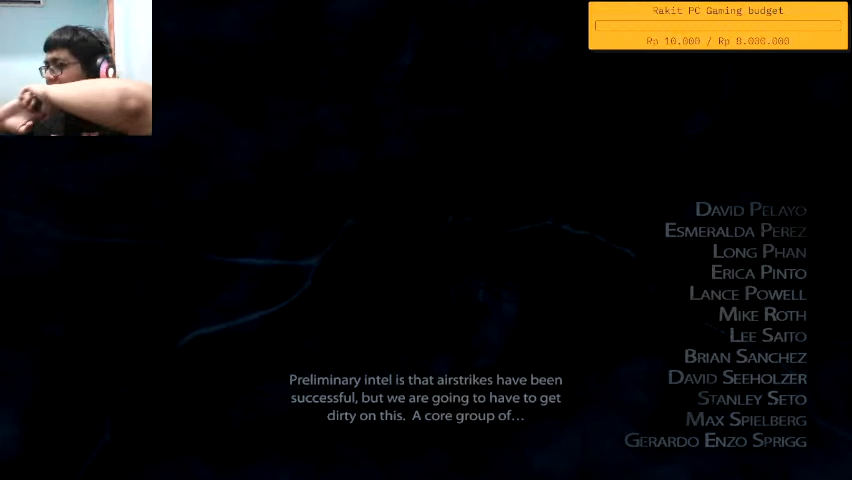 Rakit PC Gaming budget
Rp 10.000 / Rp 8.000.000
DAVID PELAYO
ESMERALDA PEREZ
LONG PHAN
ERICA PINTO
LANCE POWELL
MIKE ROTH
LEE SAITO
BRIAN SANCHEZ
DAVID SEEHOLZER
STANLEY SETO
MAX SPIELBERG
GERARDO ENZO SPRIGG
Preliminary intel is that airstrikes have been
successful, but we are going to have to get
dirty on this.  A core group of...